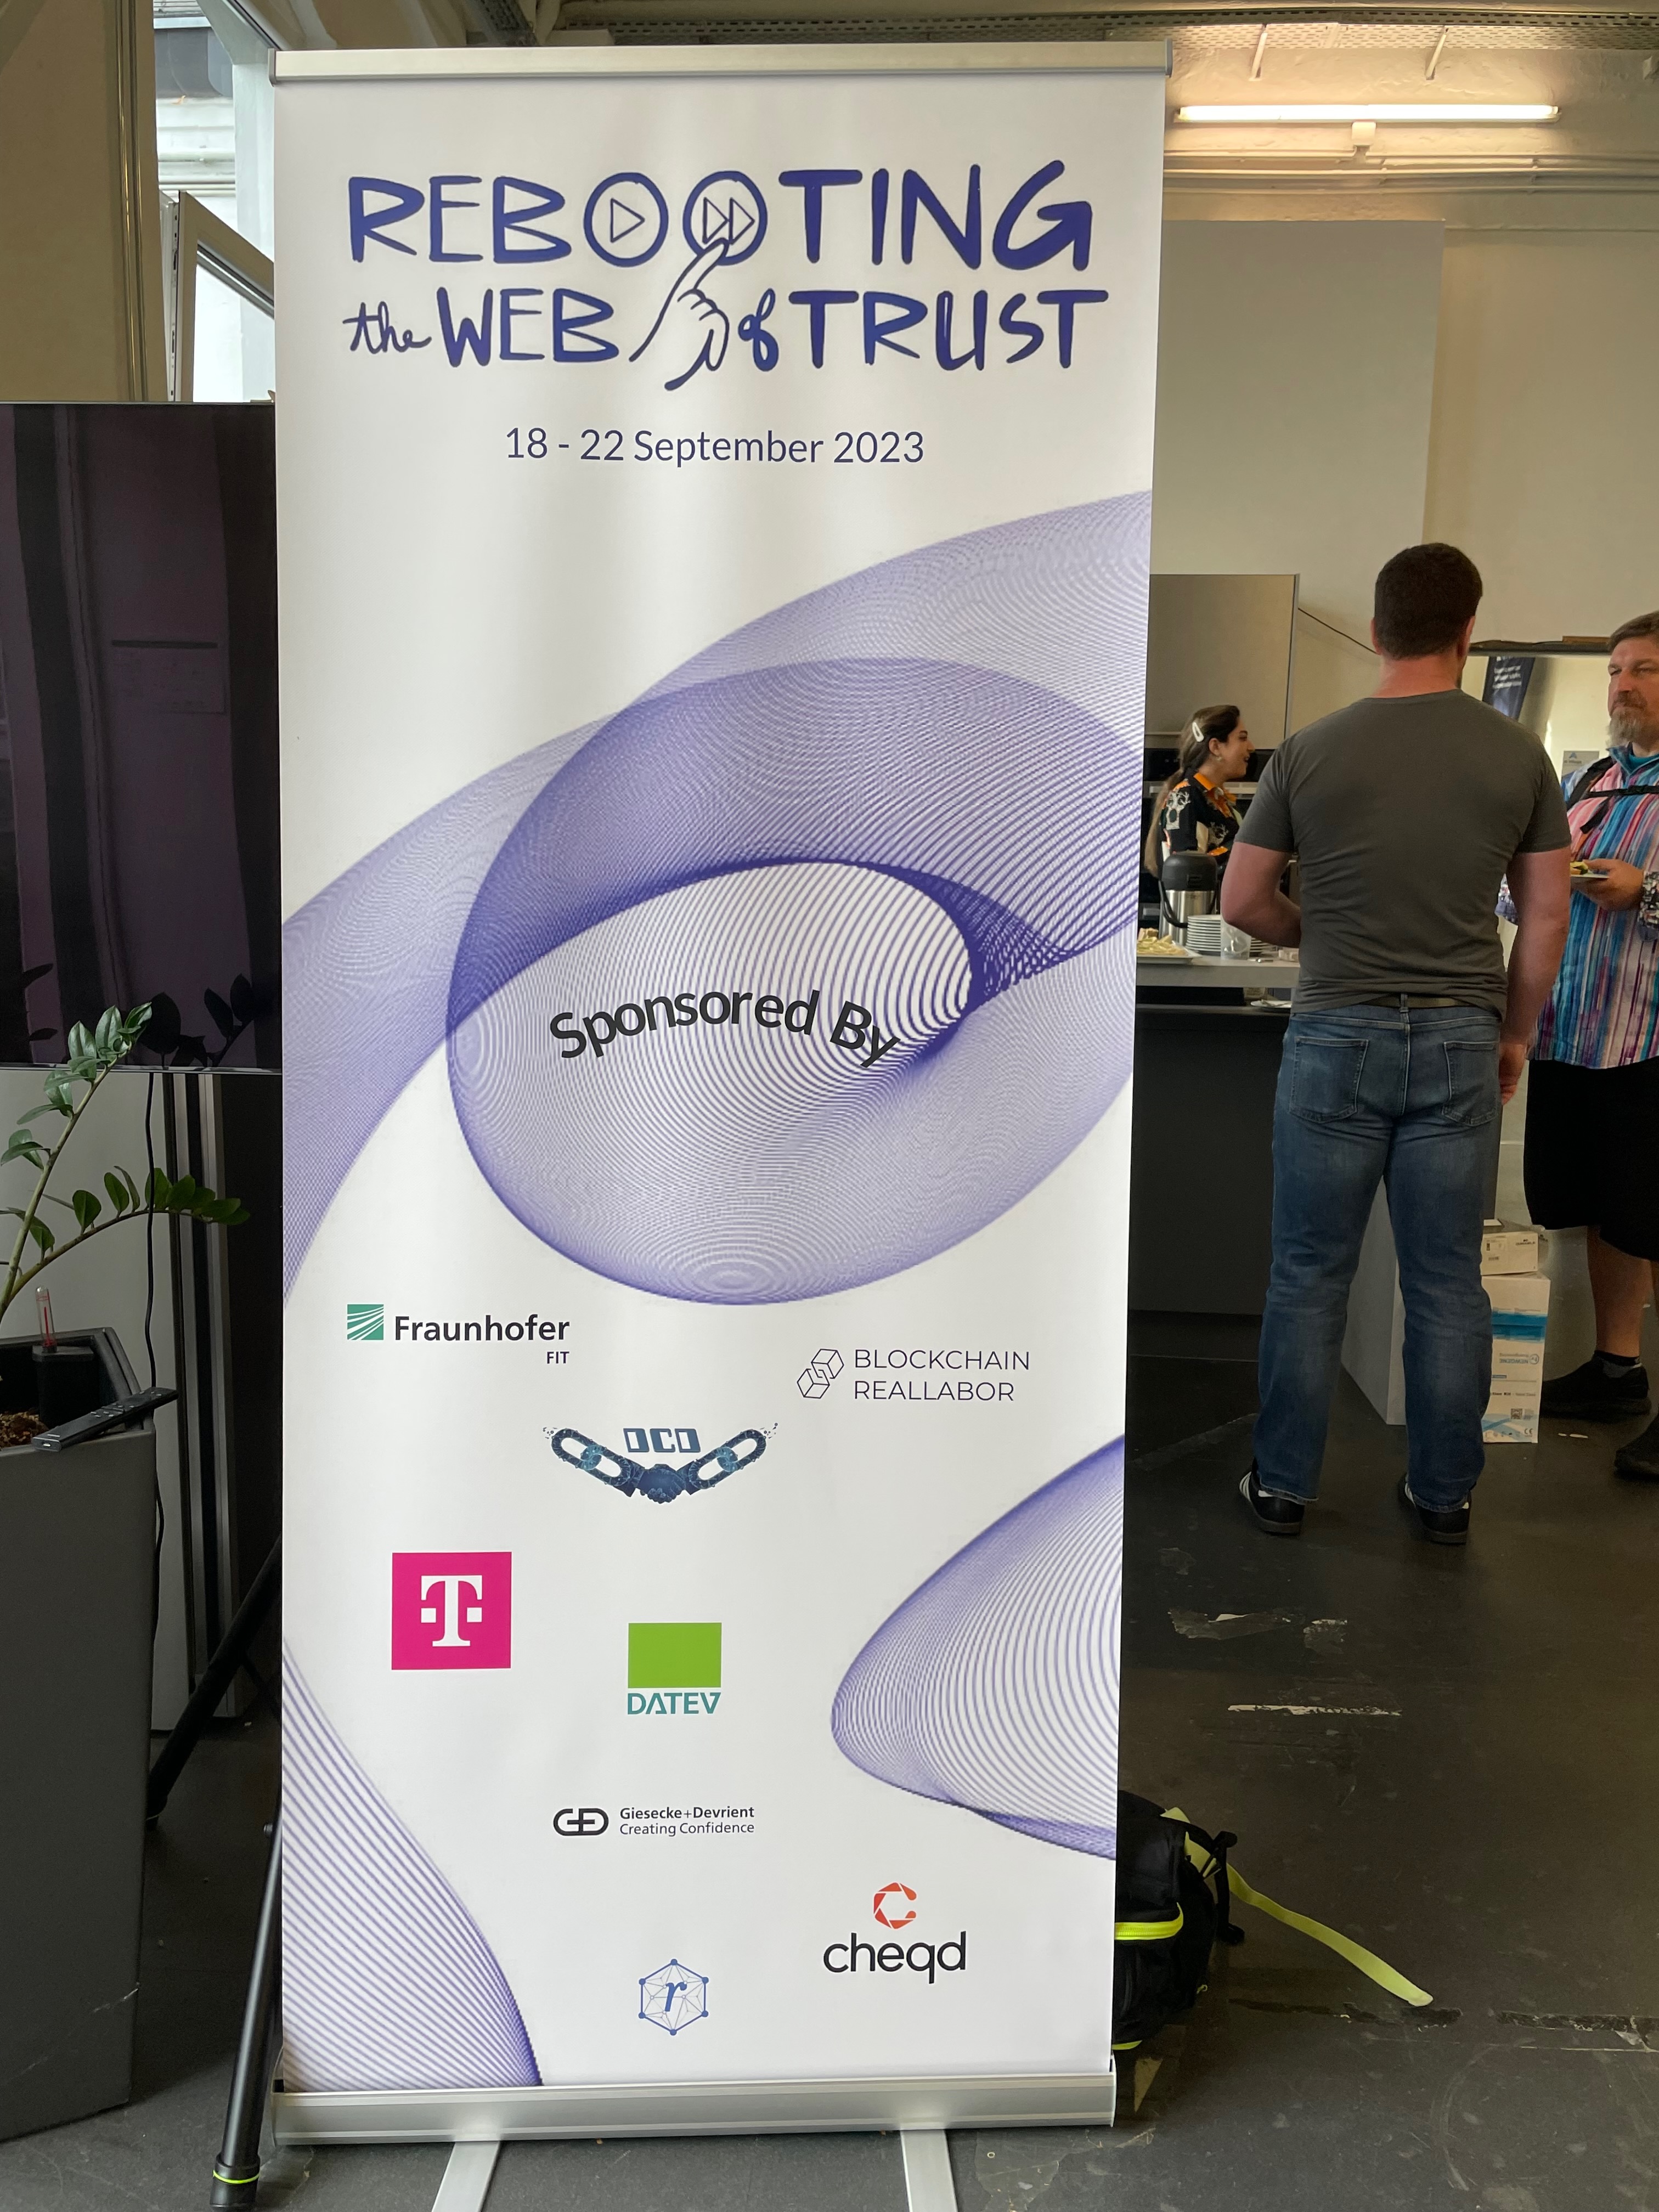 REBOOTING
the WEB of TRUST
18 - 22 September 2023
Sponsored By
Fraunhofer
FIT
BLOCKCHAIN
REALLABOR
T
DATEV
Giesecke+Devrient
Creating Confidence
cheqd
r